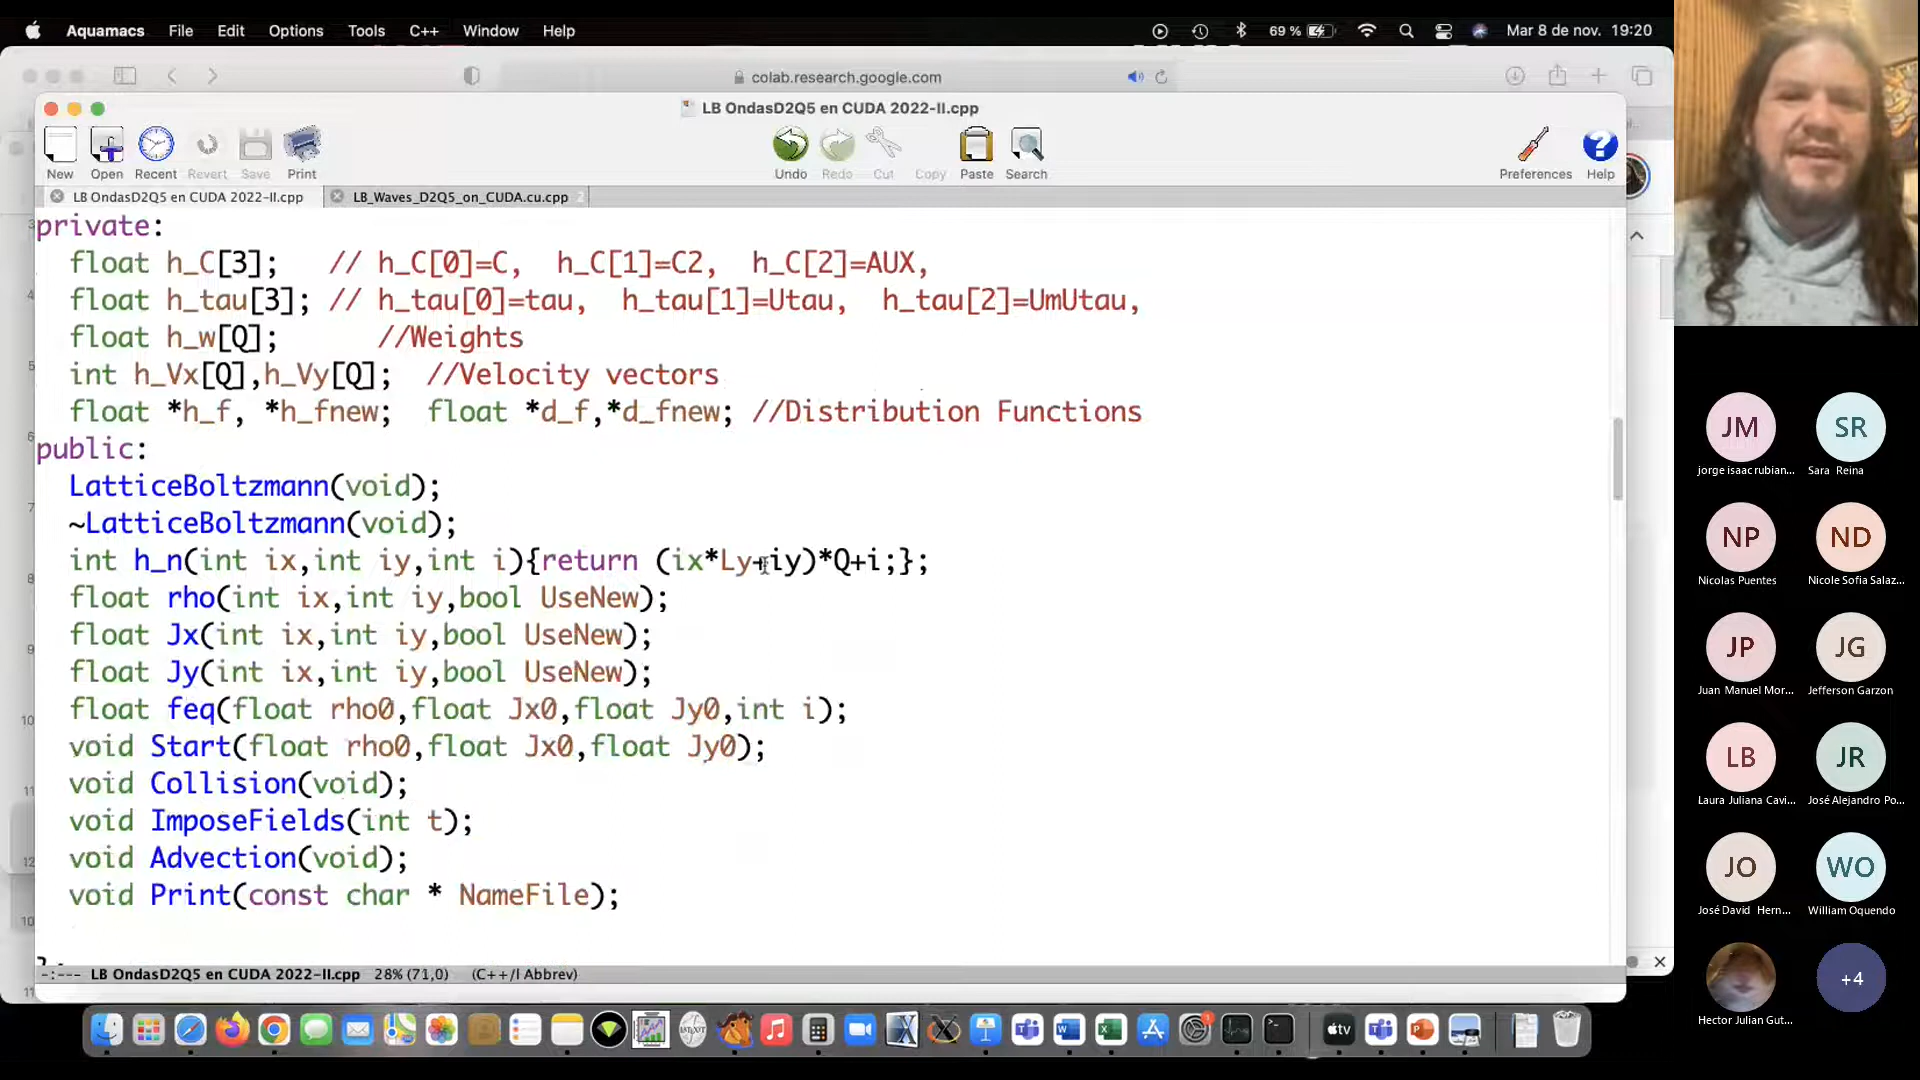 Aquamacs File Edit Options Tools C++ Window Help 69 % Mar 8 de nov. 19:20
colab.research.google.com
LB OndasD2Q5 en CUDA 2022-II.cpp
New Open Recent Revert Save Print Undo Redo Cut Copy Paste Search Preferences Help
LB OndasD2Q5 en CUDA 2022-II.cpp LB_Waves_D2Q5_on_CUDA.cu.cpp 2
private:
float h_C[3]; // h_C[0]=C, h_C[1]=C2, h_C[2]=AUX,
float h_tau[3]; // h_tau[0]=tau, h_tau[1]=Utau, h_tau[2]=UmUtau,
float h_w[Q]; //Weights
int h_Vx[Q],h_Vy[Q]; //Velocity vectors
float *h_f, *h_fnew; float *d_f,*d_fnew; //Distribution Functions
public:
LatticeBoltzmann(void);
~LatticeBoltzmann(void);
int h_n(int ix,int iy,int i){return (ix*Ly+iy)*Q+i;};
float rho(int ix,int iy,bool UseNew);
float Jx(int ix,int iy,bool UseNew);
float Jy(int ix,int iy,bool UseNew);
float feq(float rho0,float Jx0,float Jy0,int i);
void Start(float rho0,float Jx0,float Jy0);
void Collision(void);
void ImposeFields(int t);
void Advection(void);
void Print(const char * NameFile);
};
-:--- LB OndasD2Q5 en CUDA 2022-II.cpp 28% (71,0) (C++/l Abbrev)
JM SR
jorge isaac rubian... Sara Reina
NP ND
Nicolas Puentes Nicole Sofia Salaz...
JP JG
Juan Manuel Mor... Jefferson Garzon
LB JR
Laura Juliana Cavi... José Alejandro Po...
JO WO
José David Hern... William Oquendo
+4
Hector Julian Gut...
tv